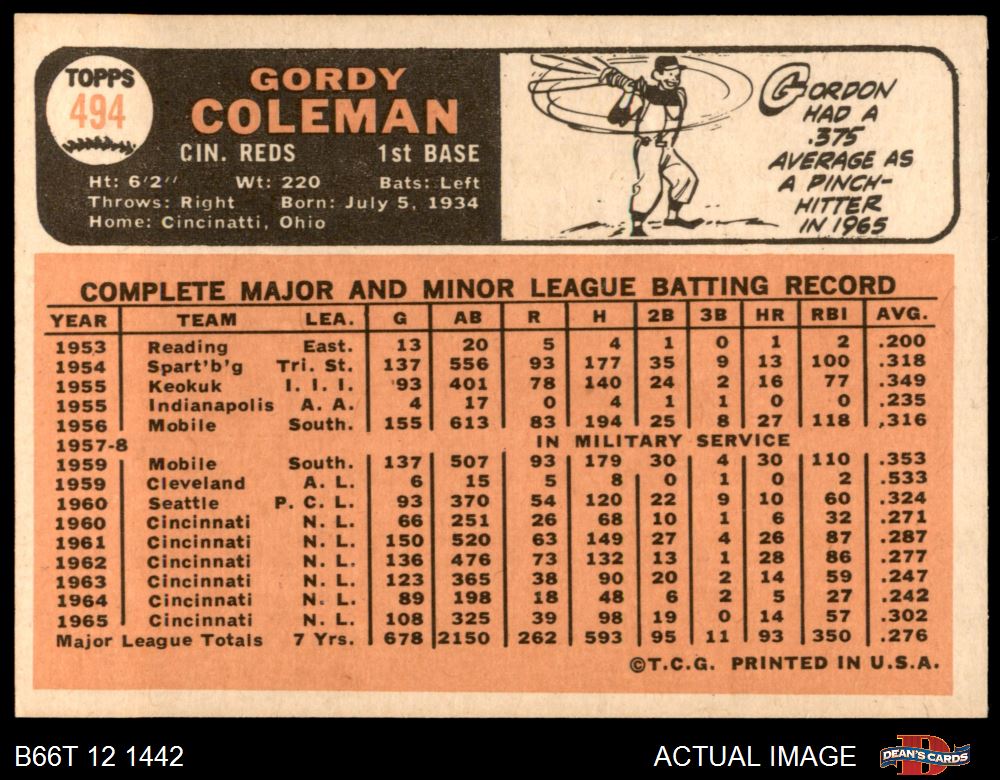 TOPPS
494
GORDY
COLEMAN
CIN. REDS 1st BASE
Ht: 6'2" Wt: 220 Bats: Left
Throws: Right Born: July 5, 1934
Home: Cincinatti, Ohio
GORDON
HAD A
.375
AVERAGE AS
A PINCH-
HITTER
IN 1965
COMPLETE MAJOR AND MINOR LEAGUE BATTING RECORD
YEAR TEAM LEA. G AB R H 2B 3B HR RBI AVG.
1953 Reading East. 13 20 5 4 1 0 1 2 .200
1954 Spart'b'g Tri. St. 137 556 93 177 35 9 13 100 .318
1955 Keokuk I. I. I. 93 401 78 140 24 2 16 77 .349
1955 Indianapolis A. A. 4 17 0 4 1 1 0 0 .235
1956 Mobile South. 155 613 83 194 25 8 27 118 .316
1957-8 IN MILITARY SERVICE
1959 Mobile South. 137 507 93 179 30 4 30 110 .353
1959 Cleveland A. L. 6 15 5 8 0 1 0 2 .533
1960 Seattle P. C. L. 93 370 54 120 22 9 10 60 .324
1960 Cincinnati N. L. 66 251 26 68 10 1 6 32 .271
1961 Cincinnati N. L. 150 520 63 149 27 4 26 87 .287
1962 Cincinnati N. L. 136 476 73 132 13 1 28 86 .277
1963 Cincinnati N. L. 123 365 38 90 20 2 14 59 .247
1964 Cincinnati N. L. 89 198 18 48 6 2 5 27 .242
1965 Cincinnati N. L. 108 325 39 98 19 0 14 57 .302
Major League Totals 7 Yrs. 678 2150 262 593 95 11 93 350 .276
©T.C.G. PRINTED IN U.S.A.
B66T 12 1442 ACTUAL IMAGE DEAN'S CARDS